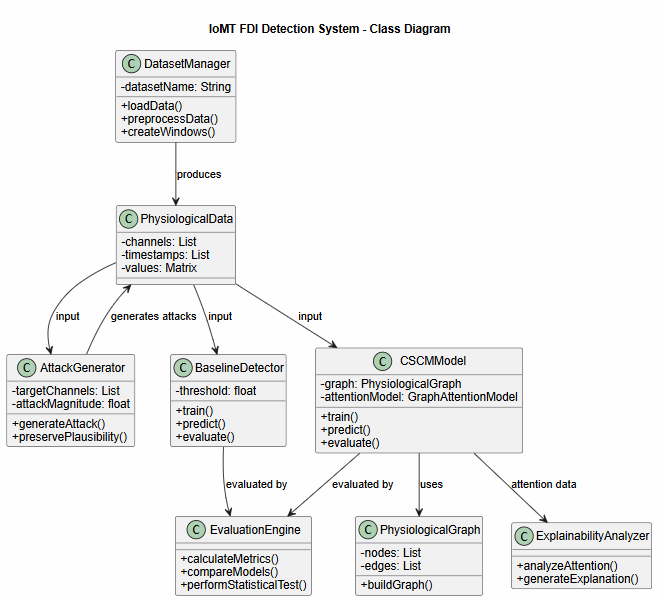 IoMT FDI Detection System - Class Diagram
C DatasetManager
-datasetName: String
+loadData()
+preprocessData()
+createWindows()
produces
C PhysiologicalData
-channels: List
-timestamps: List
-values: Matrix
input
generates attacks
input
input
C AttackGenerator
-targetChannels: List
-attackMagnitude: float
+generateAttack()
+preservePlausibility()
C BaselineDetector
-threshold: float
+train()
+predict()
+evaluate()
C CSCMModel
-graph: PhysiologicalGraph
-attentionModel: GraphAttentionModel
+train()
+predict()
+evaluate()
evaluated by
evaluated by
uses
attention data
C EvaluationEngine
+calculateMetrics()
+compareModels()
+performStatisticalTest()
C PhysiologicalGraph
-nodes: List
-edges: List
+buildGraph()
C ExplainabilityAnalyzer
+analyzeAttention()
+generateExplanation()